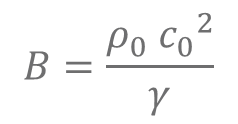 B = ρ₀ c₀² / γ